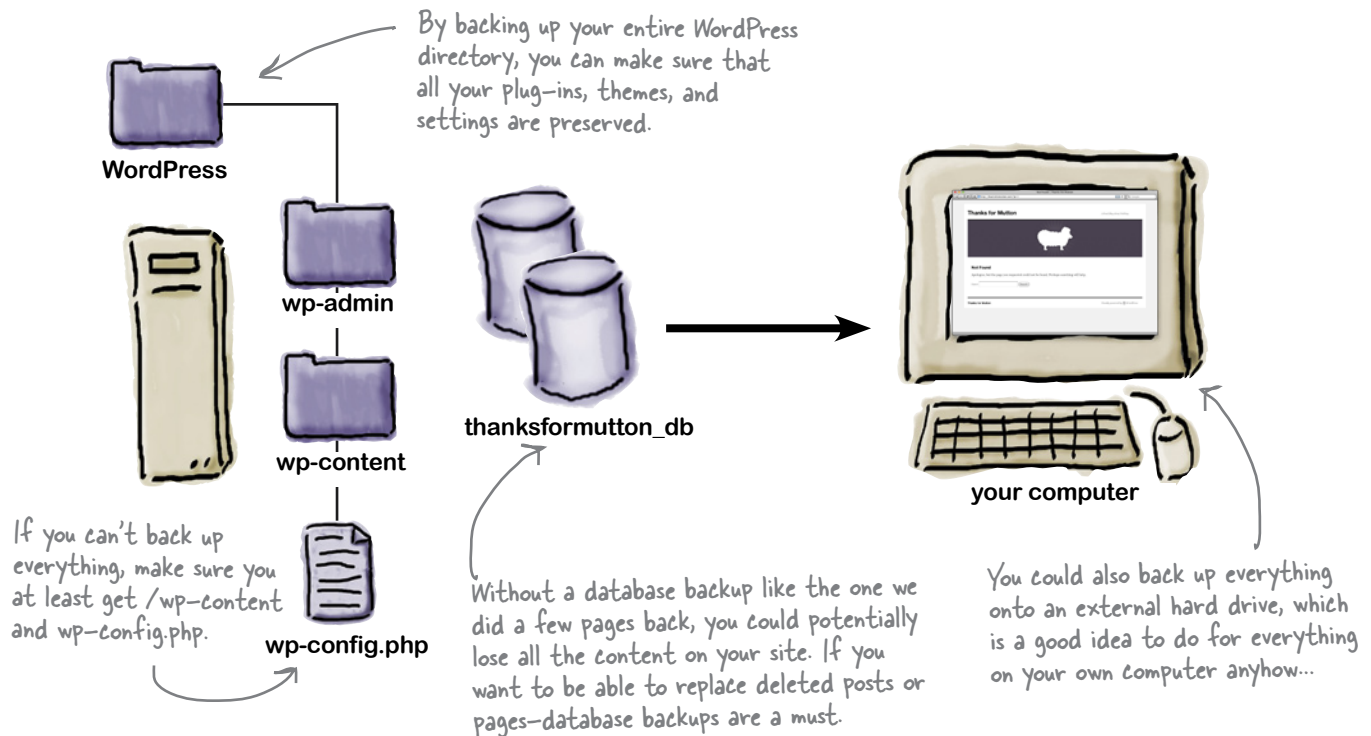 By backing up your entire WordPress
directory, you can make sure that
all your plug-ins, themes, and
settings are preserved.
WordPress
wp-admin
wp-content
wp-config.php
If you can't back up
everything, make sure you
at least get /wp-content
and wp-config.php.
thanksformutton_db
Without a database backup like the one we
did a few pages back, you could potentially
lose all the content on your site. If you
want to be able to replace deleted posts or
pages—database backups are a must.
Thanks for Mutton
Not Found
your computer
You could also back up everything
onto an external hard drive, which
is a good idea to do for everything
on your own computer anyhow...